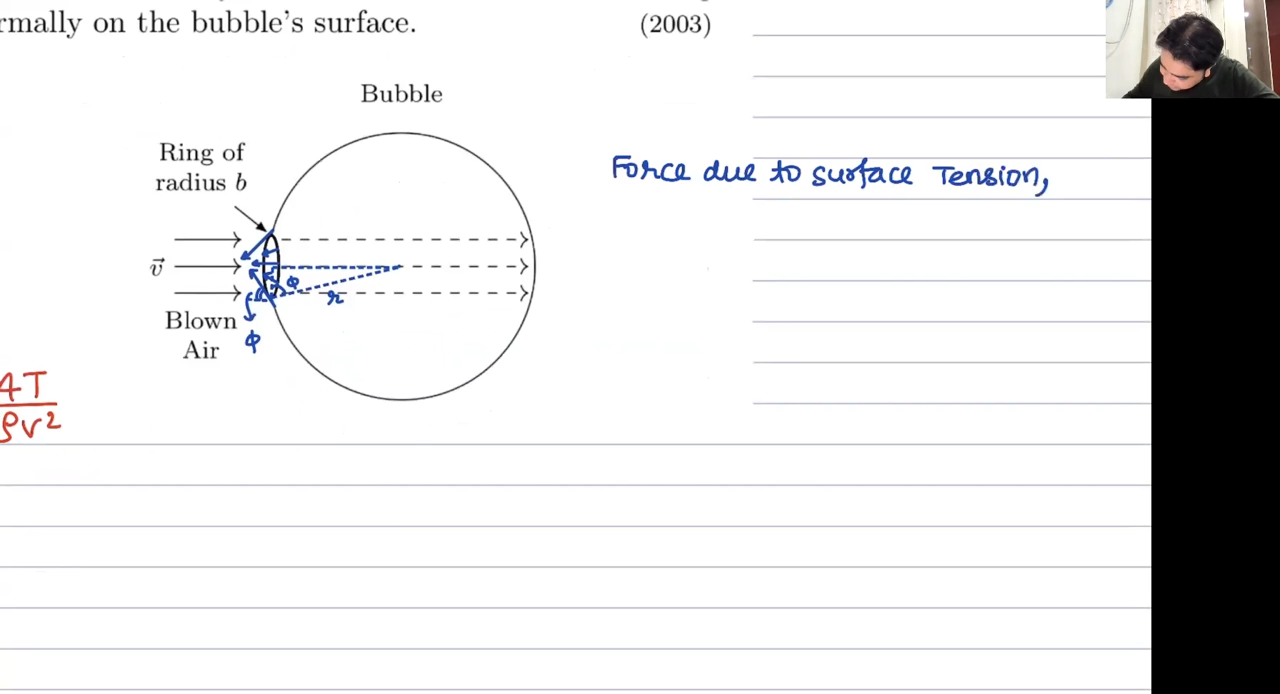 rmally on the bubble's surface.
(2003)
Bubble
Ring of
radius b
Force due to surface Tension,
v⃗
ϕ
r
Blown
Air
ϕ
4T
ρv²